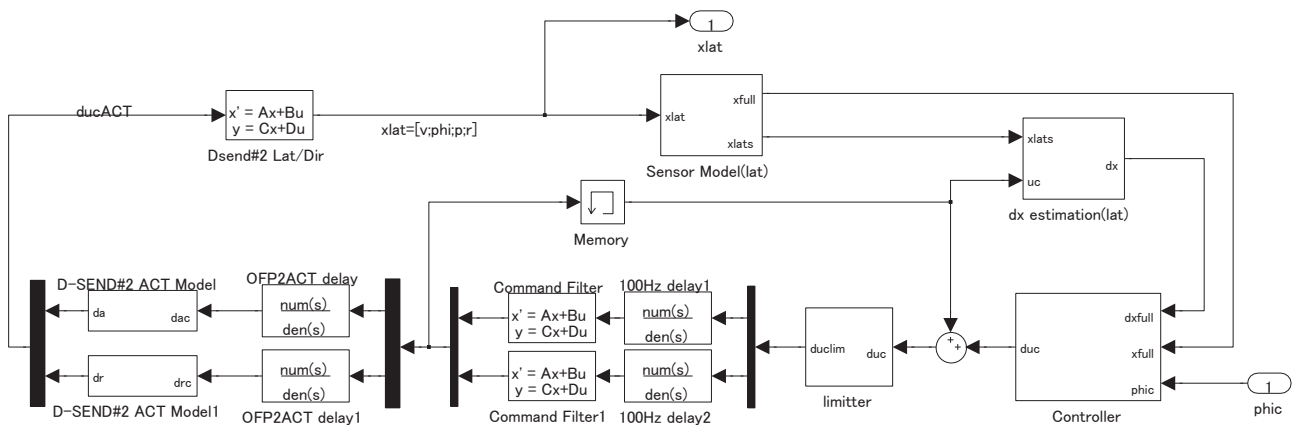 1
xlat
ducACT
x' = Ax+Bu
y = Cx+Du
Dsend#2 Lat/Dir
xlat=[v;phi;p;r]
xlat
xfull
xlats
Sensor Model(lat)
xlats
uc
dx
dx estimation(lat)
Memory
D-SEND#2 ACT Model
da
dac
OFP2ACT delay
num(s)
den(s)
Command Filter
x' = Ax+Bu
y = Cx+Du
100Hz delay1
num(s)
den(s)
duclim
duc
limitter
+
+
duc
dxfull
xfull
phic
Controller
1
phic
dr
drc
D-SEND#2 ACT Model1
num(s)
den(s)
OFP2ACT delay1
x' = Ax+Bu
y = Cx+Du
Command Filter1
num(s)
den(s)
100Hz delay2